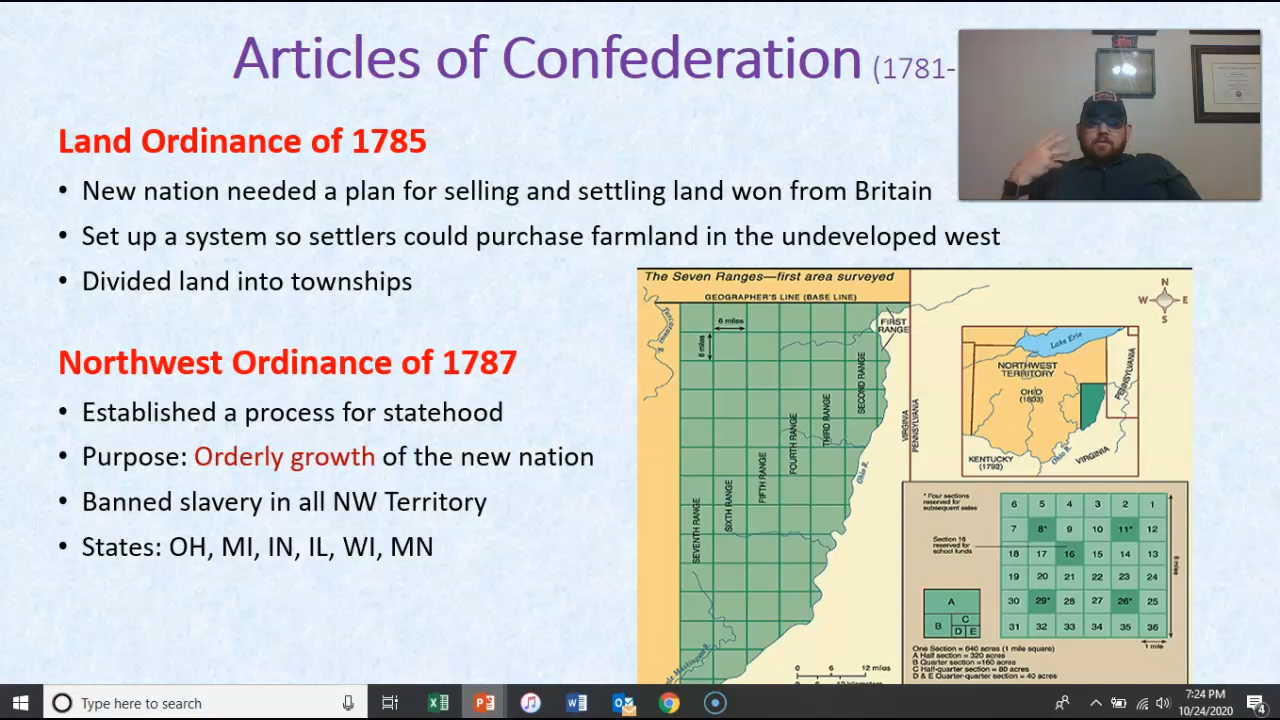 Articles of Confederation (1781-
Land Ordinance of 1785
• New nation needed a plan for selling and settling land won from Britain
• Set up a system so settlers could purchase farmland in the undeveloped west
• Divided land into townships
Northwest Ordinance of 1787
• Established a process for statehood
• Purpose: Orderly growth of the new nation
• Banned slavery in all NW Territory
• States: OH, MI, IN, IL, WI, MN
The Seven Ranges—first area surveyed
GEOGRAPHER'S LINE (BASE LINE)
6 miles
6 miles
FIRST
RANGE
SECOND RANGE
THIRD RANGE
FOURTH RANGE
FIFTH RANGE
SIXTH RANGE
SEVENTH RANGE
Ohio R.
VIRGINIA
PENNSYLVANIA
0 6 12 miles
N
W E
S
Lake Erie
NORTHWEST
TERRITORY
OHIO
(1803)
PENNSYLVANIA
KENTUCKY
(1792)
Ohio R.
VIRGINIA
* Four sections
reserved for
subsequent sales
Section 16
reserved for
school funds
6 5 4 3 2 1
7 8* 9 10 11* 12
18 17 16 15 14 13
19 20 21 22 23 24
30 29* 28 27 26* 25
31 32 33 34 35 36
6 miles
1 mile
A
B C
D E
One Section = 640 acres (1 mile square)
A Half section = 320 acres
B Quarter section = 160 acres
C Half-quarter section = 80 acres
D & E Quarter-quarter section = 40 acres
Type here to search
7:24 PM
10/24/2020
4